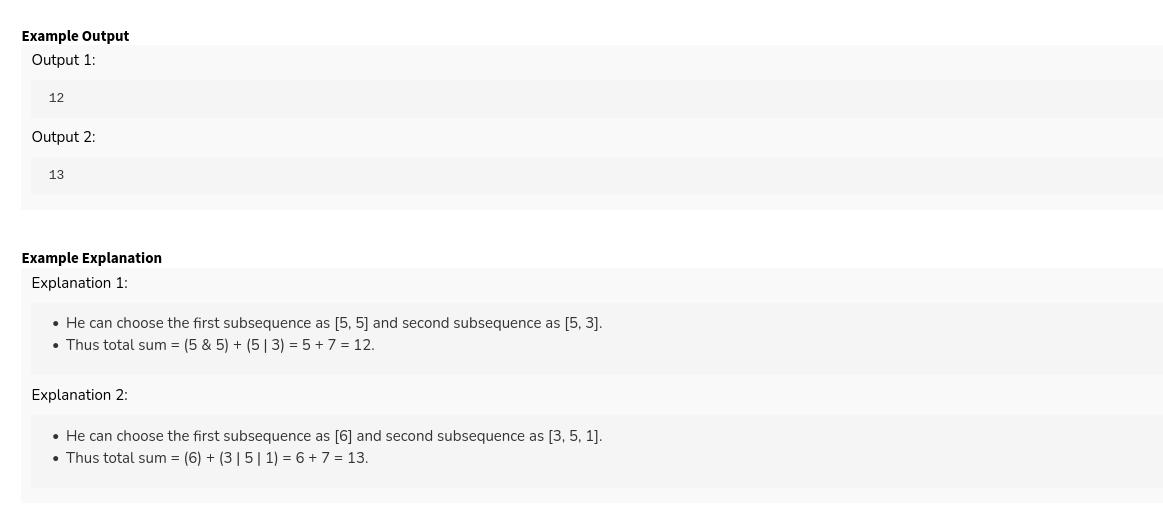 Example Output
Output 1:
12
Output 2:
13
Example Explanation
Explanation 1:
• He can choose the first subsequence as [5, 5] and second subsequence as [5, 3].
• Thus total sum = (5 & 5) + (5 | 3) = 5 + 7 = 12.
Explanation 2:
• He can choose the first subsequence as [6] and second subsequence as [3, 5, 1].
• Thus total sum = (6) + (3 | 5 | 1) = 6 + 7 = 13.